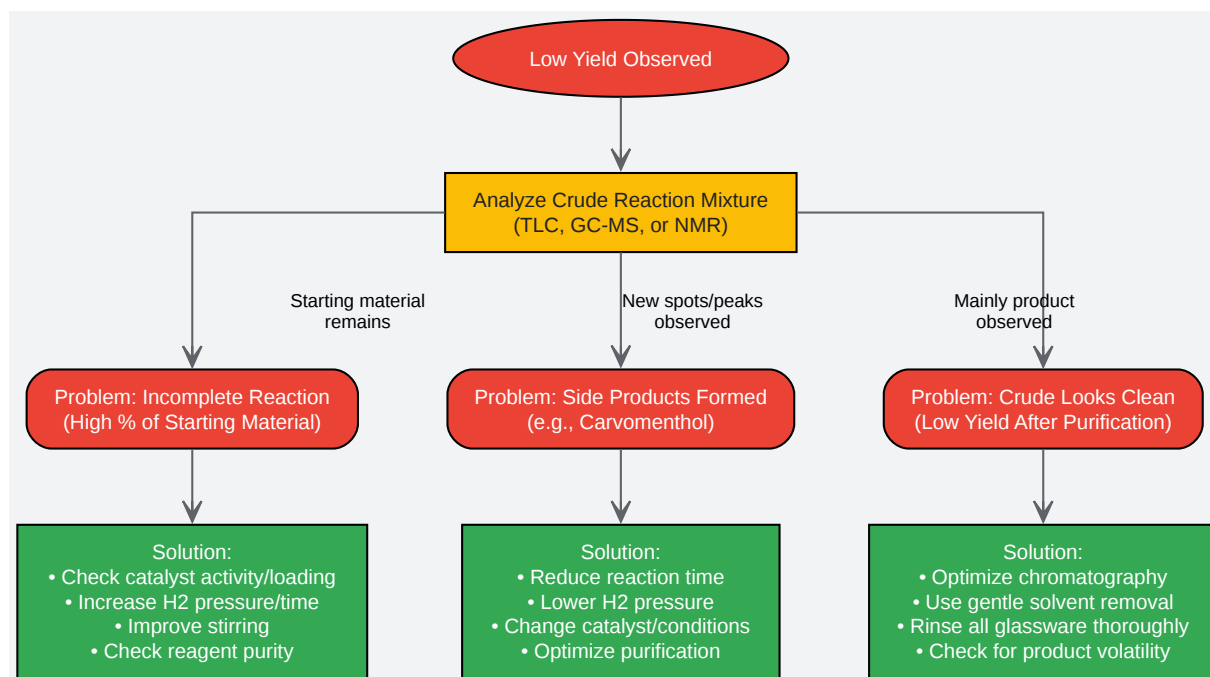 Low Yield Observed
Analyze Crude Reaction Mixture
(TLC, GC-MS, or NMR)
Starting material
remains
New spots/peaks
observed
Mainly product
observed
Problem: Incomplete Reaction
(High % of Starting Material)
Problem: Side Products Formed
(e.g., Carvomenthol)
Problem: Crude Looks Clean
(Low Yield After Purification)
Solution:
• Check catalyst activity/loading
• Increase H2 pressure/time
• Improve stirring
• Check reagent purity
Solution:
• Reduce reaction time
• Lower H2 pressure
• Change catalyst/conditions
• Optimize purification
Solution:
• Optimize chromatography
• Use gentle solvent removal
• Rinse all glassware thoroughly
• Check for product volatility